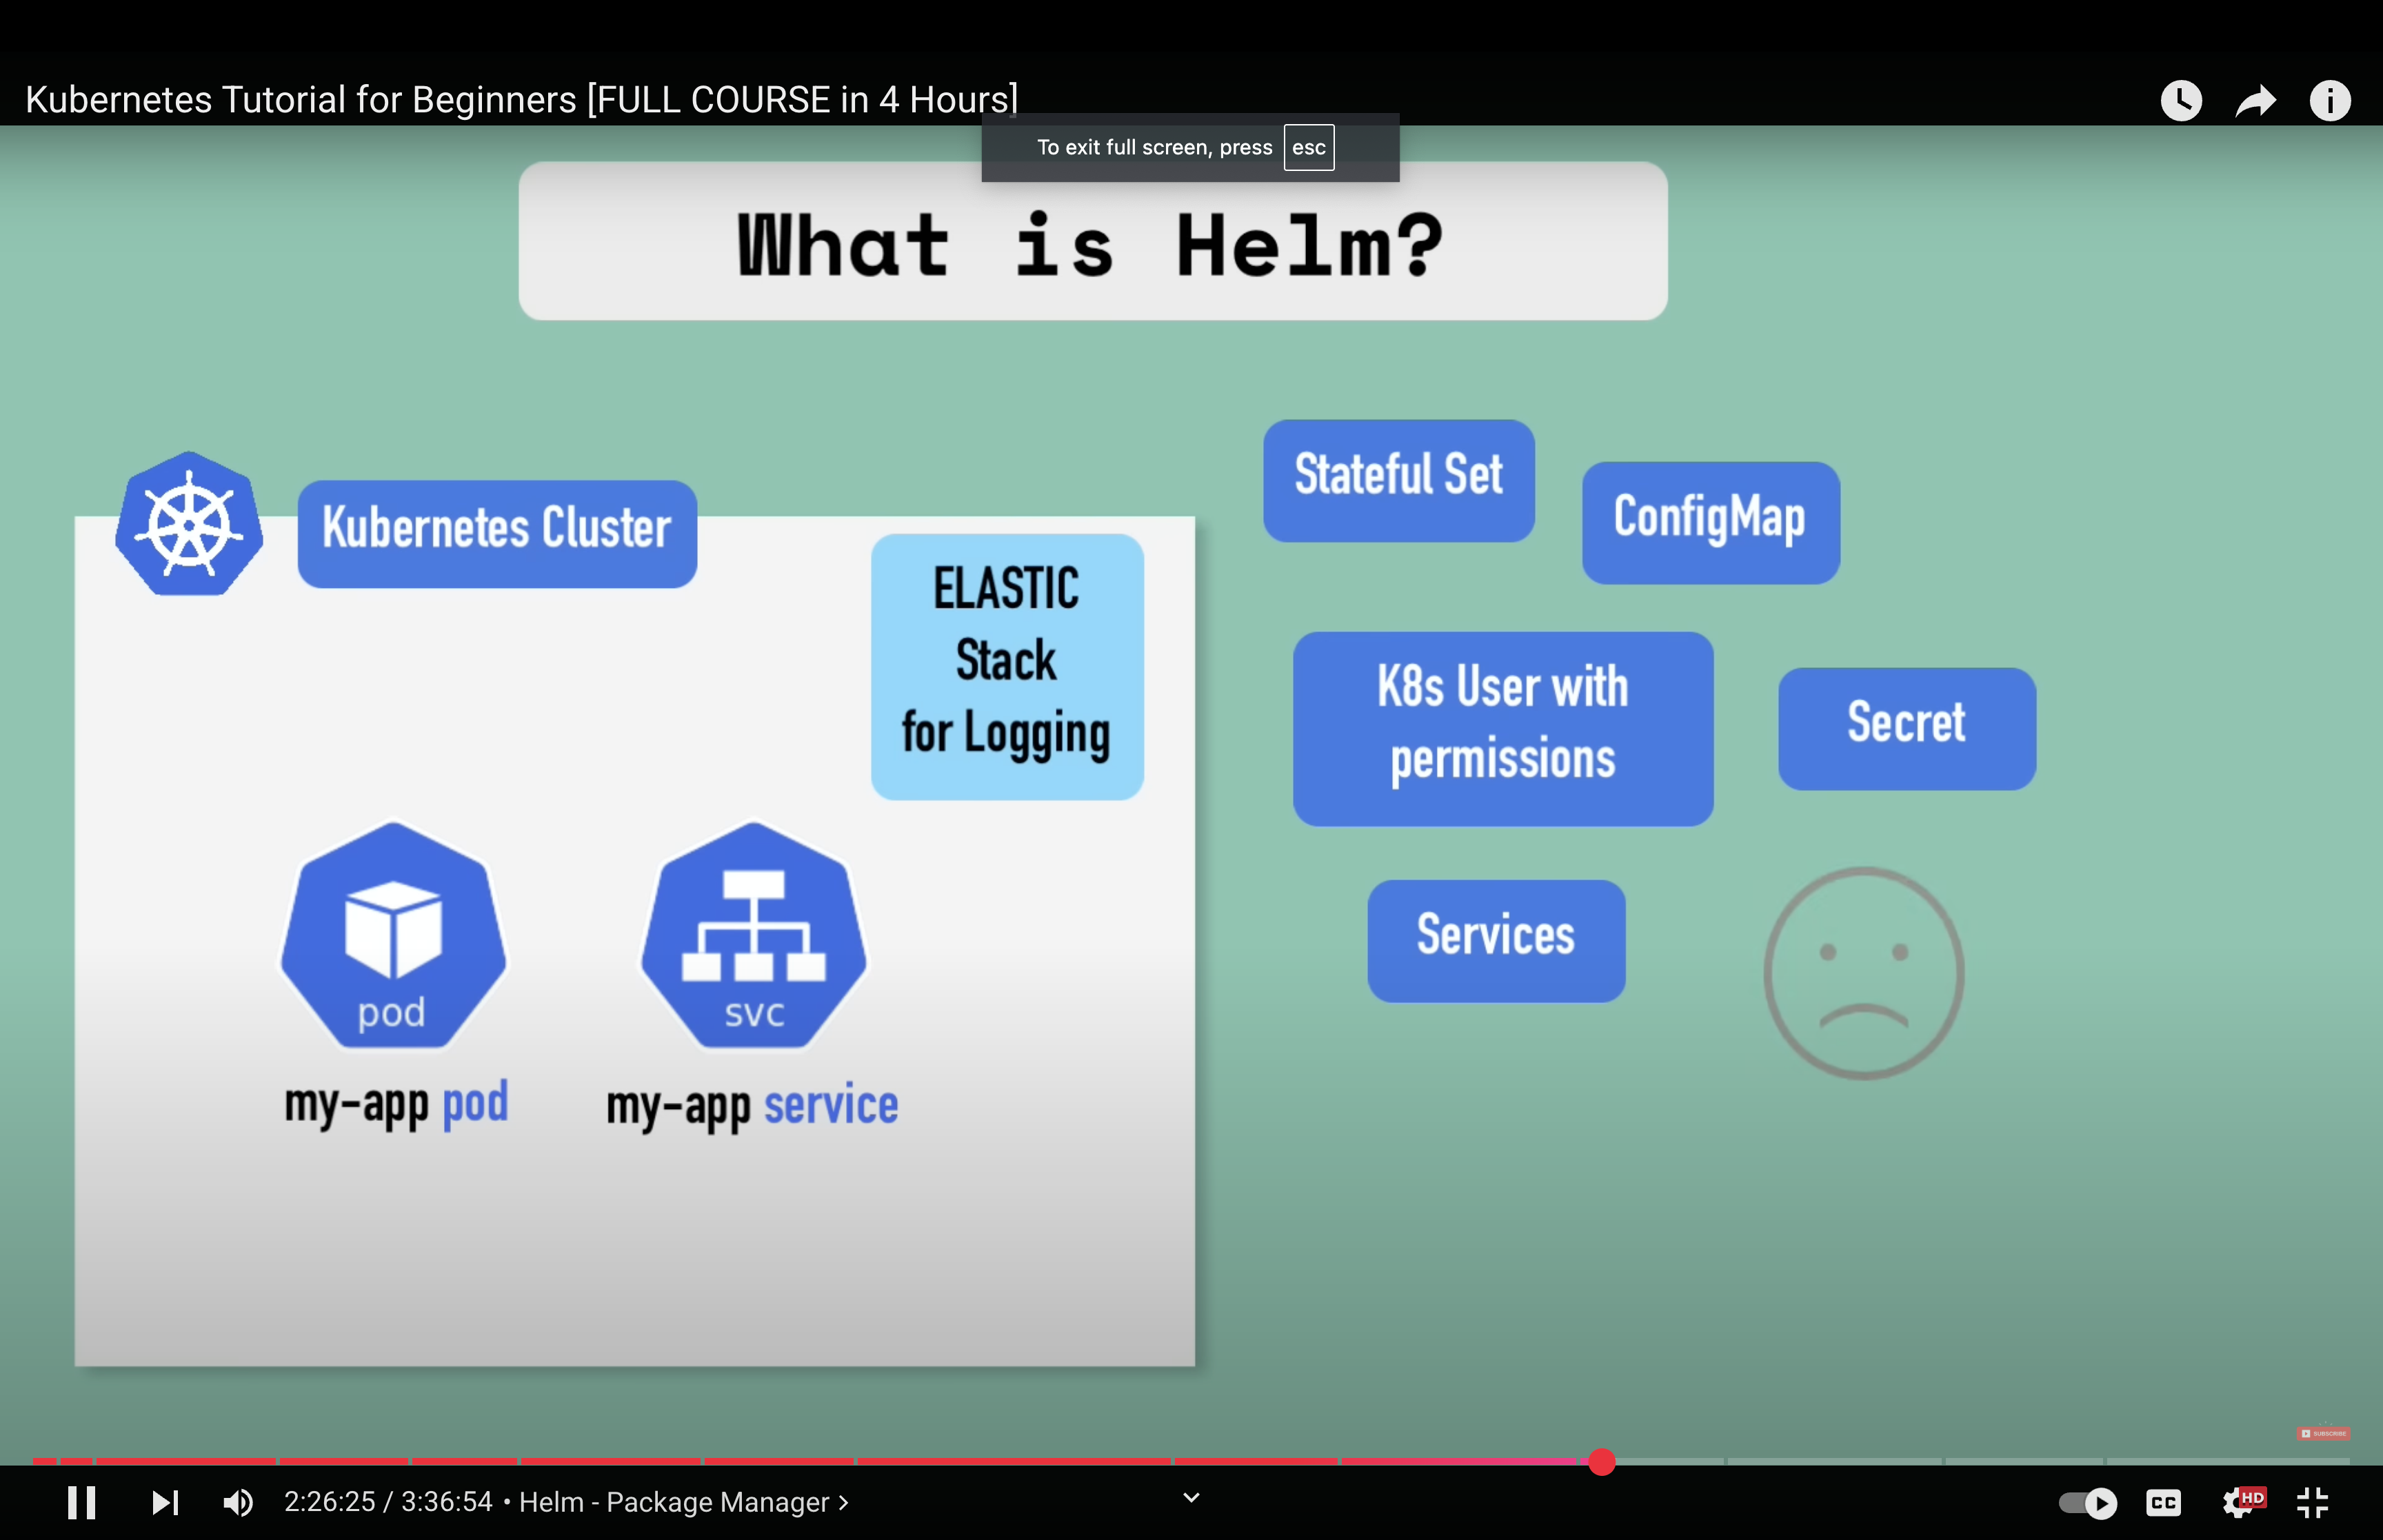 Kubernetes Tutorial for Beginners [FULL COURSE in 4 Hours]
To exit full screen, press esc
What is Helm?
Kubernetes Cluster
ELASTIC
Stack
for Logging
pod
svc
my-app pod
my-app service
Stateful Set
ConfigMap
K8s User with
permissions
Secret
Services
SUBSCRIBE
2:26:25 / 3:36:54 • Helm - Package Manager >
CC
HD